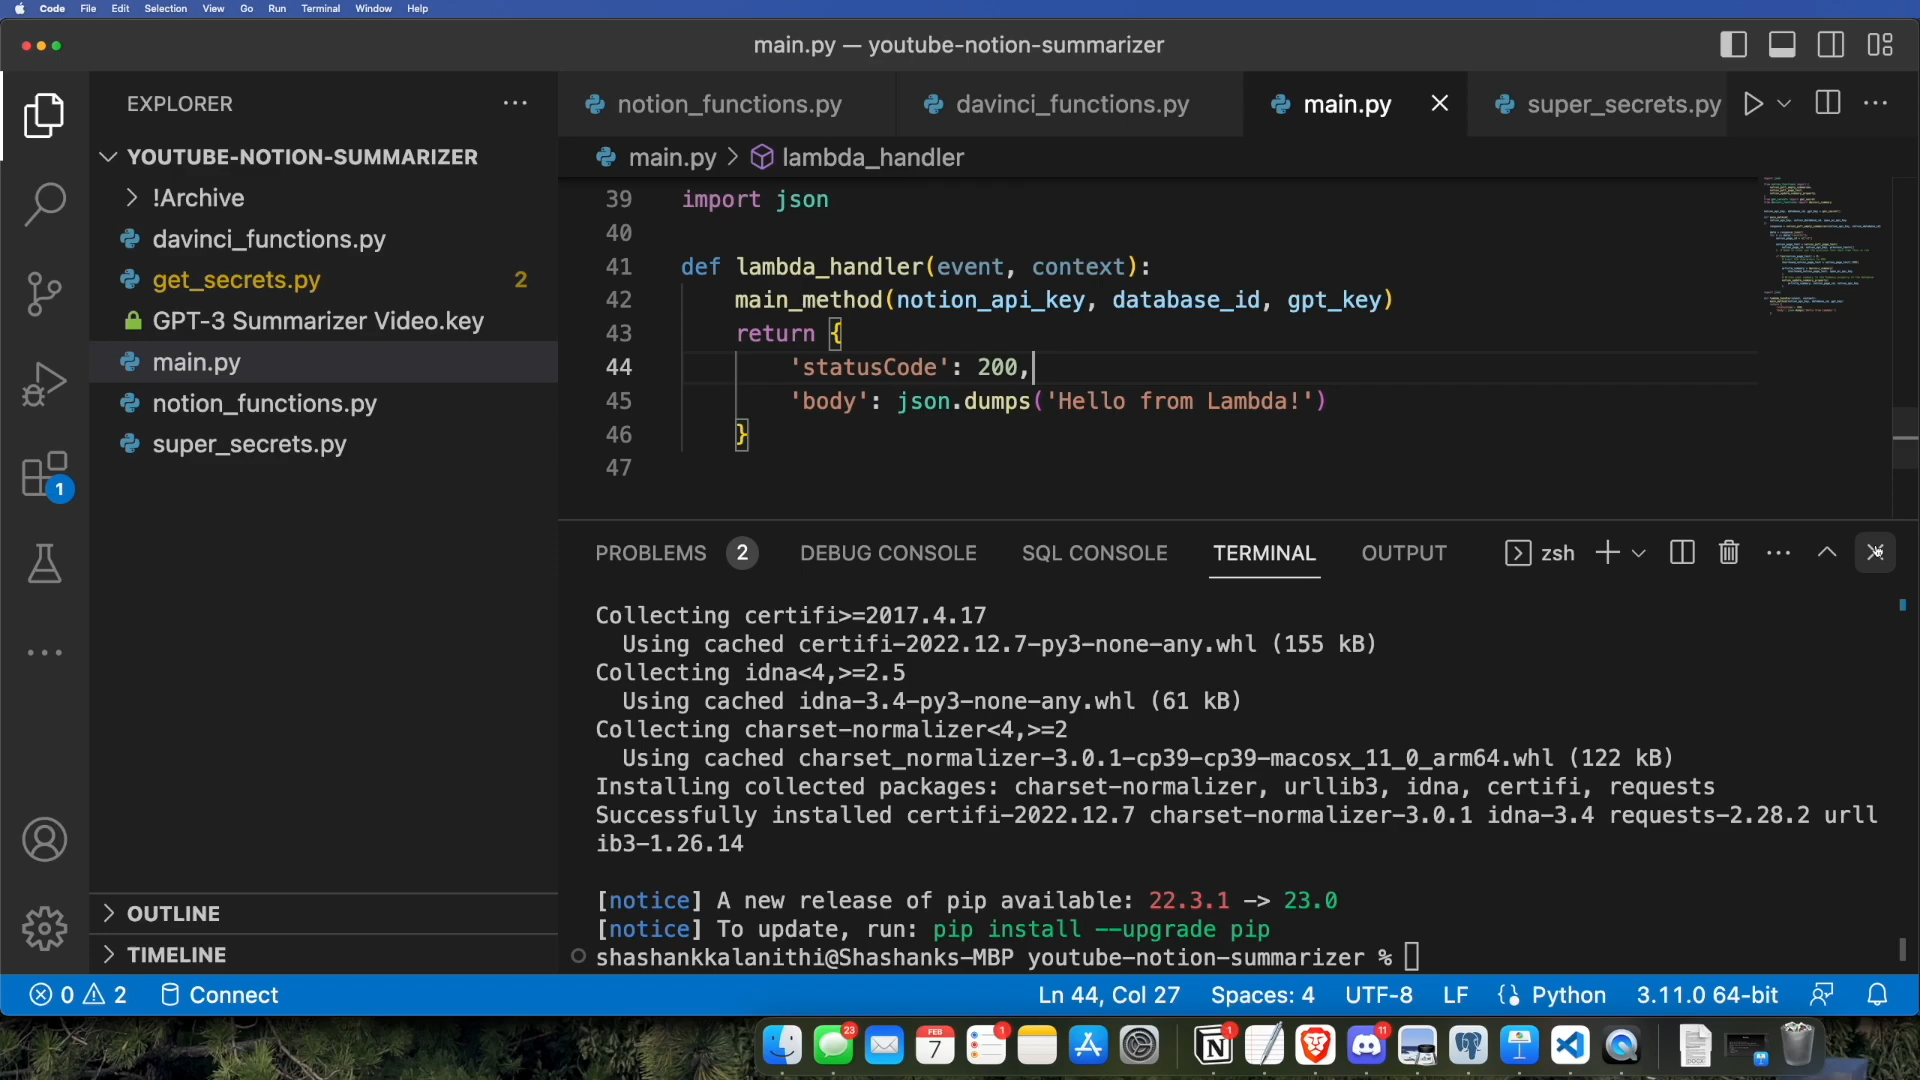 Code File Edit Selection View Go Run Terminal Window Help
main.py — youtube-notion-summarizer
EXPLORER
YOUTUBE-NOTION-SUMMARIZER
!Archive
davinci_functions.py
get_secrets.py 2
GPT-3 Summarizer Video.key
main.py
notion_functions.py
super_secrets.py
1
OUTLINE
TIMELINE
notion_functions.py davinci_functions.py main.py super_secrets.py
main.py > lambda_handler
39 import json
40
41 def lambda_handler(event, context):
42 main_method(notion_api_key, database_id, gpt_key)
43 return {
44 'statusCode': 200,
45 'body': json.dumps('Hello from Lambda!')
46 }
47
PROBLEMS 2 DEBUG CONSOLE SQL CONSOLE TERMINAL OUTPUT zsh
Collecting certifi>=2017.4.17
Using cached certifi-2022.12.7-py3-none-any.whl (155 kB)
Collecting idna<4,>=2.5
Using cached idna-3.4-py3-none-any.whl (61 kB)
Collecting charset-normalizer<4,>=2
Using cached charset_normalizer-3.0.1-cp39-cp39-macosx_11_0_arm64.whl (122 kB)
Installing collected packages: charset-normalizer, urllib3, idna, certifi, requests
Successfully installed certifi-2022.12.7 charset-normalizer-3.0.1 idna-3.4 requests-2.28.2 urll
ib3-1.26.14
[notice] A new release of pip available: 22.3.1 -> 23.0
[notice] To update, run: pip install --upgrade pip
shashankkalanithi@Shashanks-MBP youtube-notion-summarizer %
0 2 Connect Ln 44, Col 27 Spaces: 4 UTF-8 LF Python 3.11.0 64-bit
23 FEB 7 1 1 11